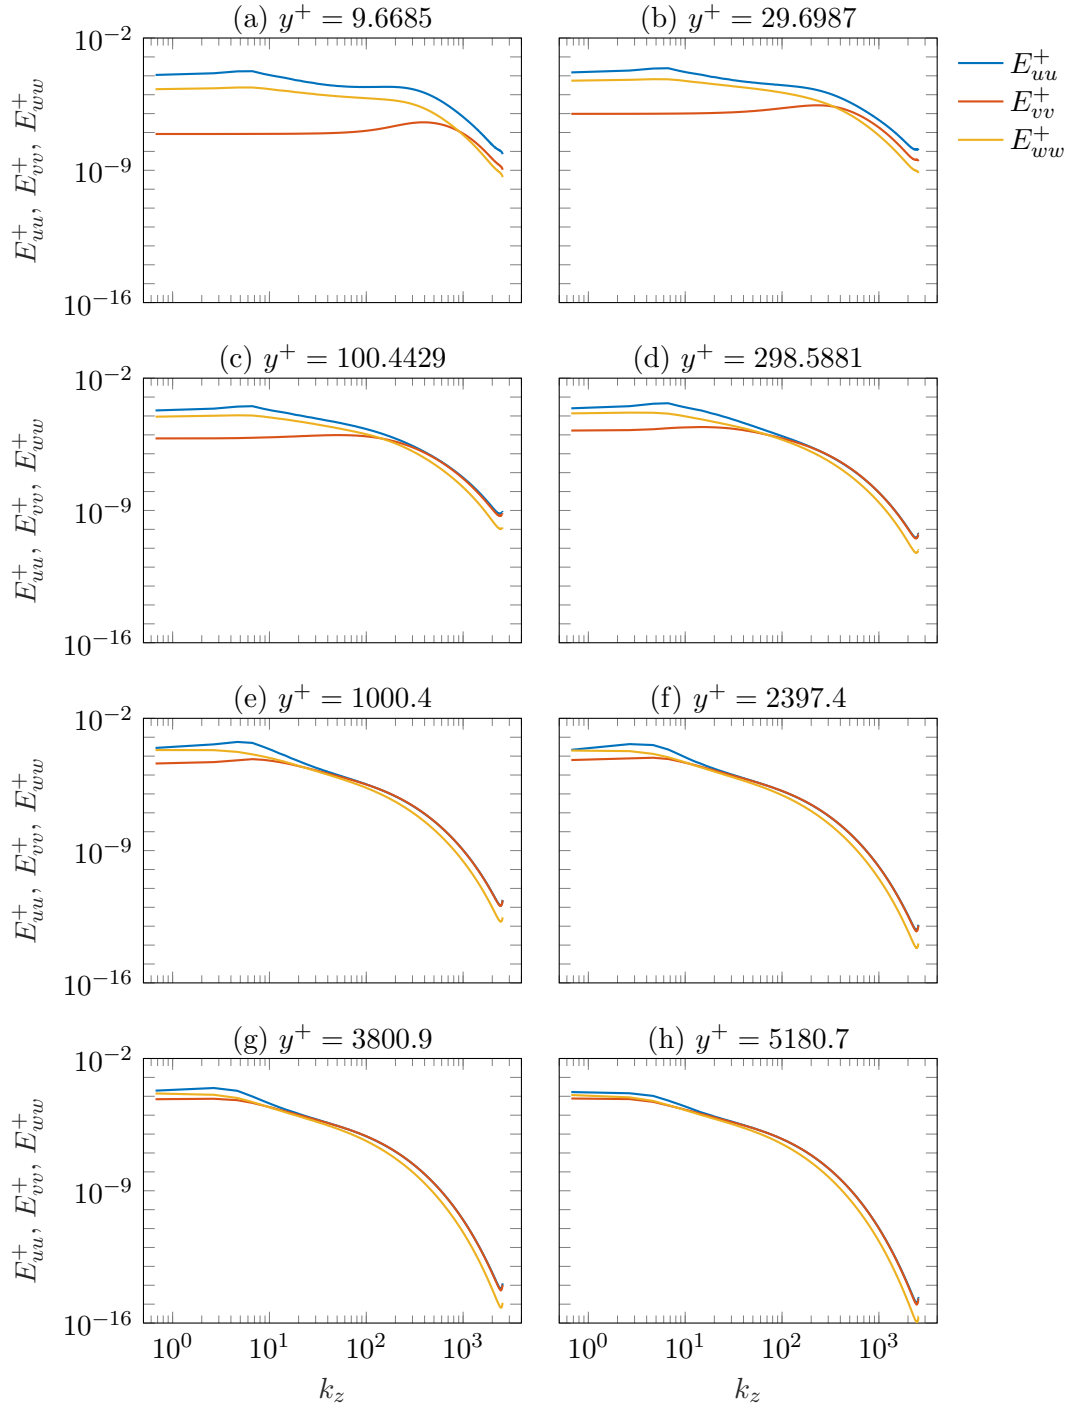 (a) y⁺ = 9.6685
(b) y⁺ = 29.6987
10⁻²
10⁻⁹
10⁻¹⁶
E⁺uu, E⁺vv, E⁺ww
E⁺uu
E⁺vv
E⁺ww
(c) y⁺ = 100.4429
(d) y⁺ = 298.5881
10⁻²
10⁻⁹
10⁻¹⁶
E⁺uu, E⁺vv, E⁺ww
(e) y⁺ = 1000.4
(f) y⁺ = 2397.4
10⁻²
10⁻⁹
10⁻¹⁶
E⁺uu, E⁺vv, E⁺ww
(g) y⁺ = 3800.9
(h) y⁺ = 5180.7
10⁻²
10⁻⁹
10⁻¹⁶
E⁺uu, E⁺vv, E⁺ww
10⁰ 10¹ 10² 10³
10⁰ 10¹ 10² 10³
k_z
k_z